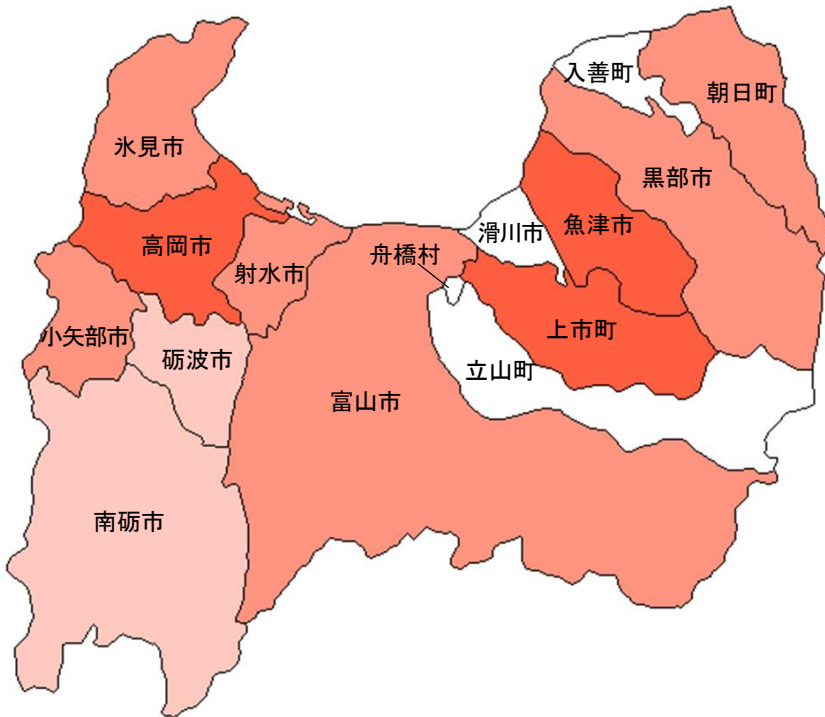 入善町
朝日町
氷見市
黒部市
魚津市
滑川市
高岡市
舟橋村
射水市
上市町
小矢部市
砺波市
立山町
富山市
南砺市